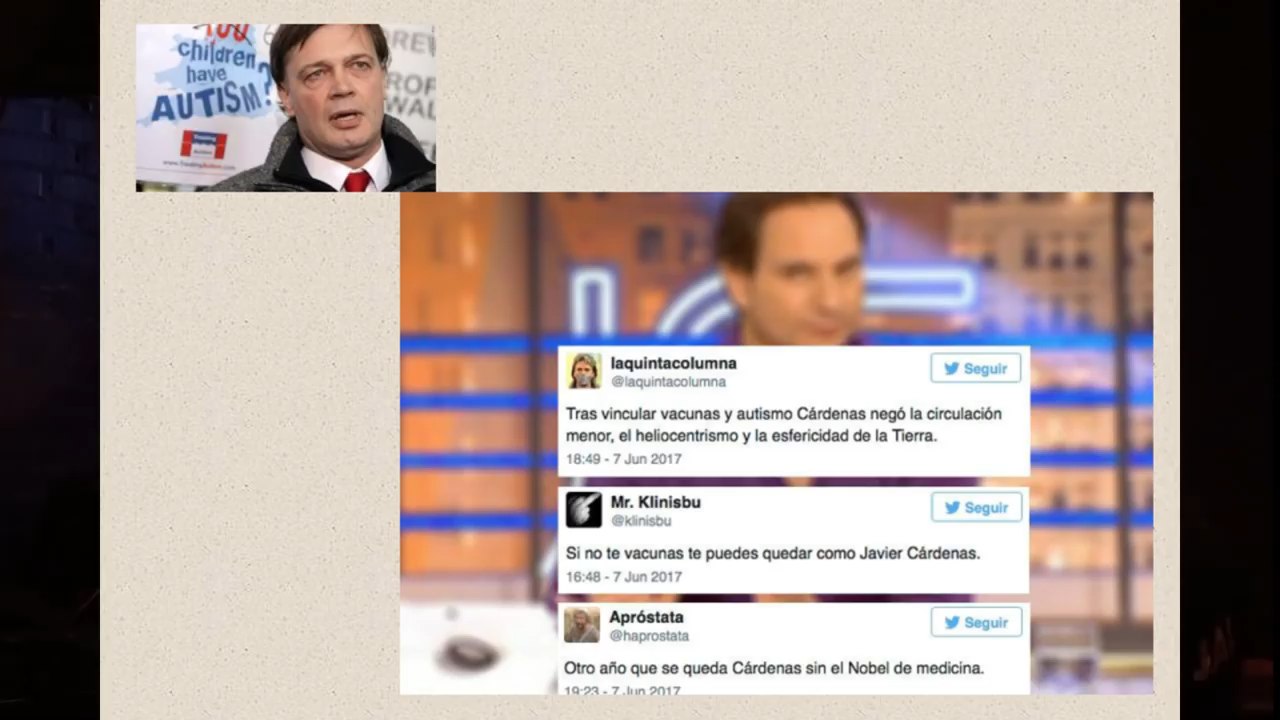 TOO
children
have
AUTISM?
laquintacolumna
@laquintacolumna
Seguir
Tras vincular vacunas y autismo Cárdenas negó la circulación
menor, el heliocentrismo y la esfericidad de la Tierra.
18:49 - 7 Jun 2017
Mr. Klinisbu
@klinisbu
Seguir
Si no te vacunas te puedes quedar como Javier Cárdenas.
16:48 - 7 Jun 2017
Apróstata
@haprostata
Seguir
Otro año que se queda Cárdenas sin el Nobel de medicina.
19:23 - 7 Jun 2017